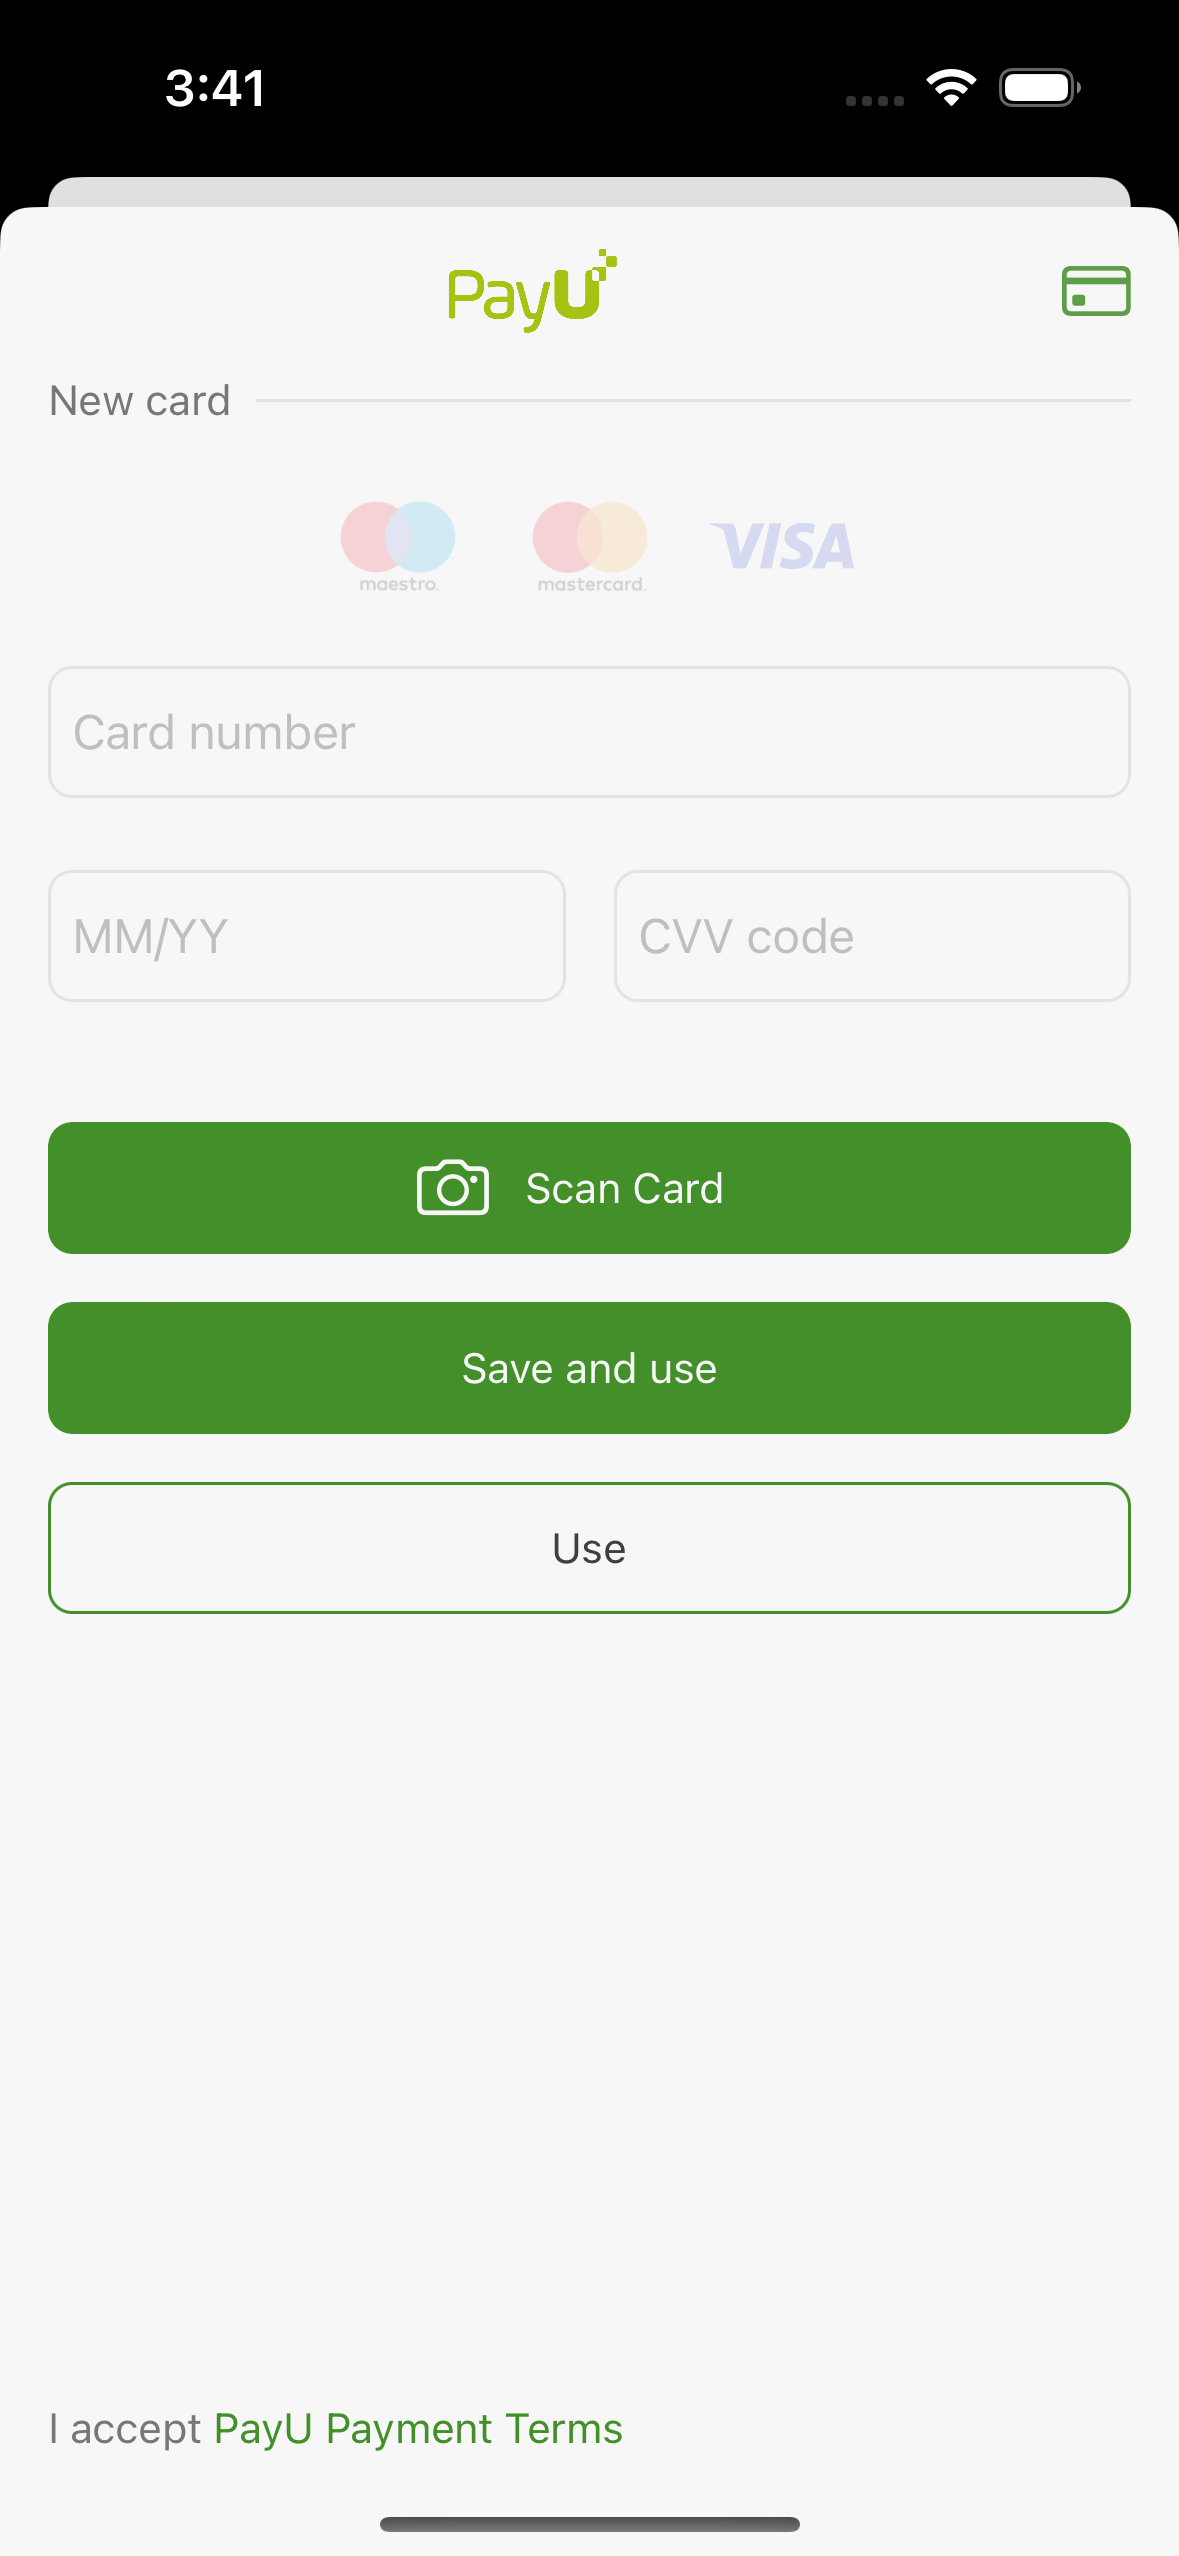 3:41
PayU
New card
maestro.
mastercard.
VISA
Card number
MM/YY
CVV code
Scan Card
Save and use
Use
I accept PayU Payment Terms